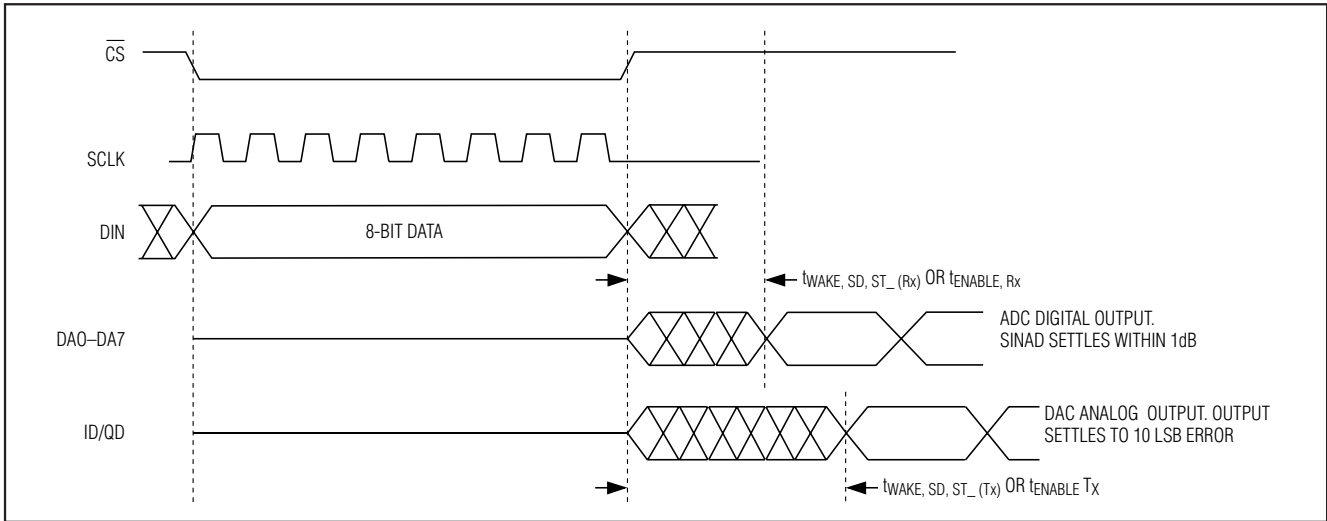 CS
SCLK
DIN
8-BIT DATA
tWAKE, SD, ST_ (Rx) OR tENABLE, Rx
DA0–DA7
ADC DIGITAL OUTPUT.
SINAD SETTLES WITHIN 1dB
ID/QD
DAC ANALOG OUTPUT. OUTPUT
SETTLES TO 10 LSB ERROR
tWAKE, SD, ST_ (Tx) OR tENABLE TX